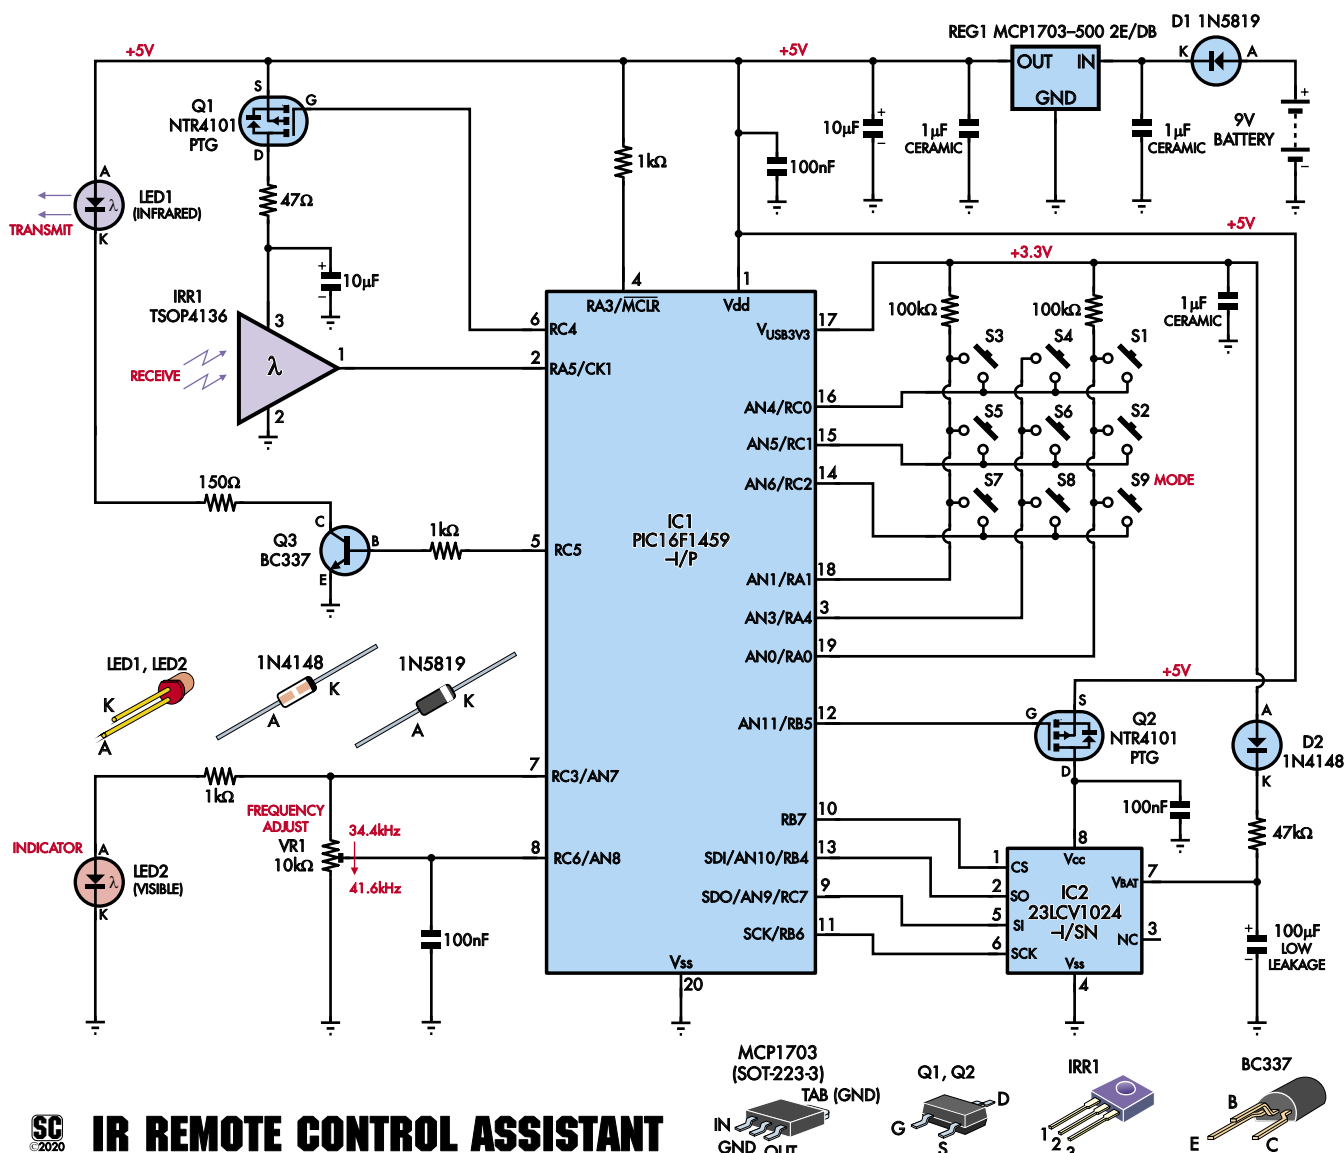 +5V
+5V
REG1 MCP1703–500 2E/DB
D1 1N5819
K
A
OUT IN
GND
+
9V
BATTERY
–
S
G
D
Q1
NTR4101
PTG
47Ω
1kΩ
100nF
10µF
+
–
1µF
CERAMIC
1µF
CERAMIC
A
K
LED1
(INFRARED)
λ
TRANSMIT
+
–
10µF
IRR1
TSOP4136
3
λ
1
2
RECEIVE
+5V
+3.3V
4
1
RA3/MCLR
Vdd
6
RC4
2
RA5/CK1
17
VUSB3V3
100kΩ
100kΩ
1µF
CERAMIC
S3
S4
S1
16
AN4/RC0
S5
S6
S2
15
AN5/RC1
S7
S8
S9 MODE
14
AN6/RC2
150Ω
C
B
E
Q3
BC337
1kΩ
5
RC5
IC1
PIC16F1459
–I/P
18
AN1/RA1
3
AN3/RA4
19
AN0/RA0
LED1, LED2
K
A
1N4148
K
A
1N5819
K
A
12
AN11/RB5
+5V
G
S
D
Q2
NTR4101
PTG
A
K
D2
1N4148
100nF
47kΩ
7
RC3/AN7
1kΩ
FREQUENCY
ADJUST
VR1
10kΩ
34.4kHz
41.6kHz
8
RC6/AN8
INDICATOR
A
K
λ
LED2
(VISIBLE)
100nF
10
RB7
13
SDI/AN10/RB4
9
SDO/AN9/RC7
11
SCK/RB6
Vss
20
8
Vcc
1
CS
2
SO
5
SI
6
SCK
IC2
23LCV1024
–I/SN
7
VBAT
3
NC
Vss
4
+
–
100µF
LOW
LEAKAGE
MCP1703
(SOT-223-3)
TAB (GND)
IN
GND
OUT
Q1, Q2
G
S
D
IRR1
1
2
3
BC337
B
E
C
SC
©2020
IR REMOTE CONTROL ASSISTANT